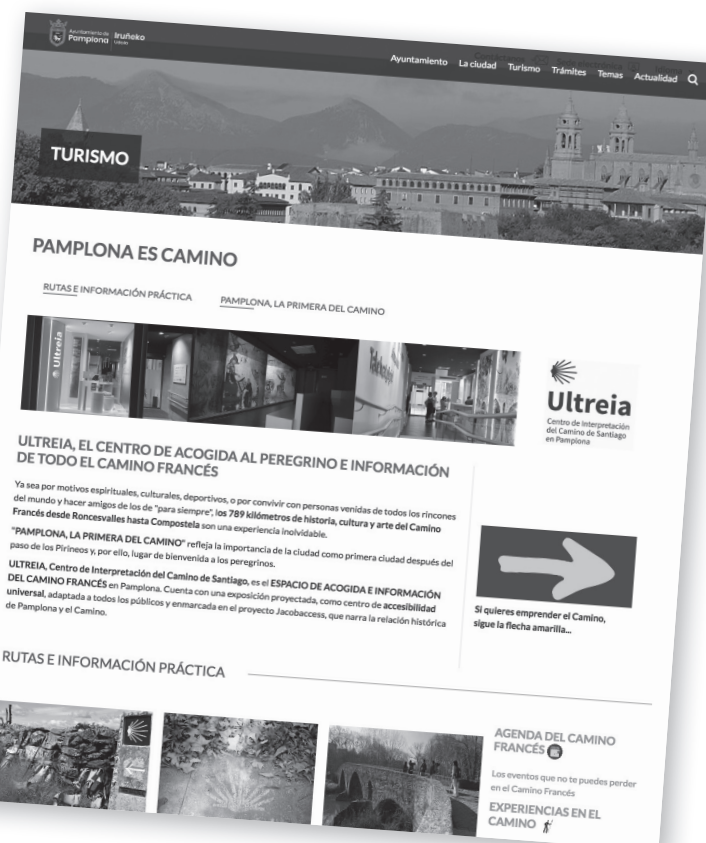 Ayuntamiento de Pamplona
Iruñeko Udala
Ayuntamiento La ciudad Turismo Trámites Temas Actualidad
TURISMO
PAMPLONA ES CAMINO
RUTAS E INFORMACIÓN PRÁCTICA
PAMPLONA, LA PRIMERA DEL CAMINO
Ultreia
Ultreia
Centro de Interpretación
del Camino de Santiago
en Pamplona
ULTREIA, EL CENTRO DE ACOGIDA AL PEREGRINO E INFORMACIÓN
DE TODO EL CAMINO FRANCÉS
Ya sea por motivos espirituales, culturales, deportivos, o por convivir con personas venidas de todos los rincones
del mundo y hacer amigos de los de "para siempre", los 789 kilómetros de historia, cultura y arte del Camino
Francés desde Roncesvalles hasta Compostela son una experiencia inolvidable.
"PAMPLONA, LA PRIMERA DEL CAMINO" refleja la importancia de la ciudad como primera ciudad después del
paso de los Pirineos y, por ello, lugar de bienvenida a los peregrinos.
ULTREIA, Centro de Interpretación del Camino de Santiago, es el ESPACIO DE ACOGIDA E INFORMACIÓN
DEL CAMINO FRANCÉS en Pamplona. Cuenta con una exposición proyectada, como centro de accesibilidad
universal, adaptada a todos los públicos y enmarcada en el proyecto Jacobaccess, que narra la relación histórica
de Pamplona y el Camino.
Si quieres emprender el Camino,
sigue la flecha amarilla...
RUTAS E INFORMACIÓN PRÁCTICA
AGENDA DEL CAMINO
FRANCÉS
Los eventos que no te puedes perder
en el Camino Francés
EXPERIENCIAS EN EL
CAMINO